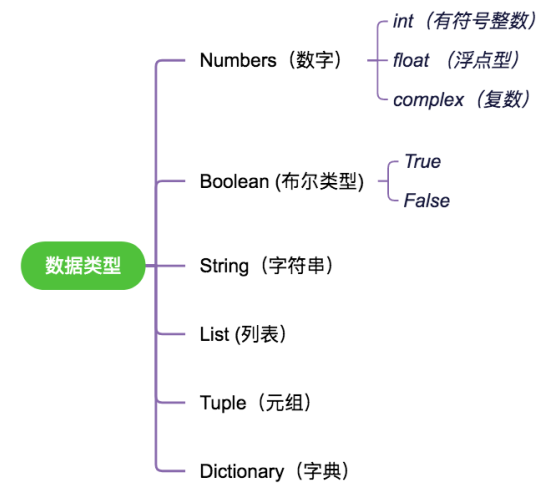 int（有符号整数）
Numbers（数字）
float （浮点型）
complex（复数）
True
Boolean (布尔类型)
False
数据类型
String（字符串）
List (列表）
Tuple（元组）
Dictionary（字典）